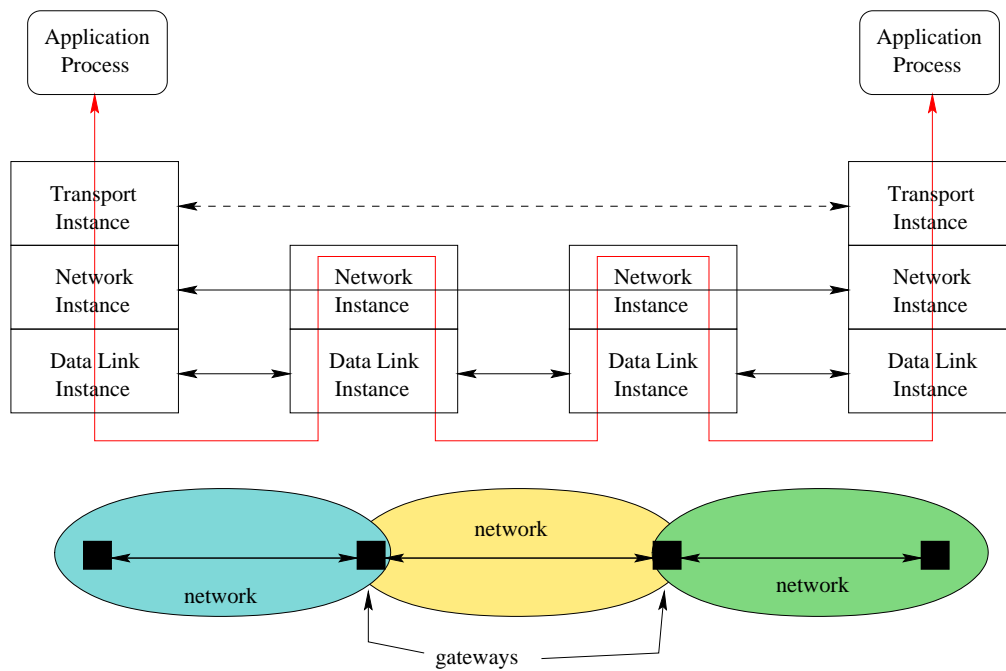 Application
Process
Application
Process
Transport
Instance
Transport
Instance
Network
Instance
Network
Instance
Network
Instance
Network
Instance
Data Link
Instance
Data Link
Instance
Data Link
Instance
Data Link
Instance
network
network
network
gateways